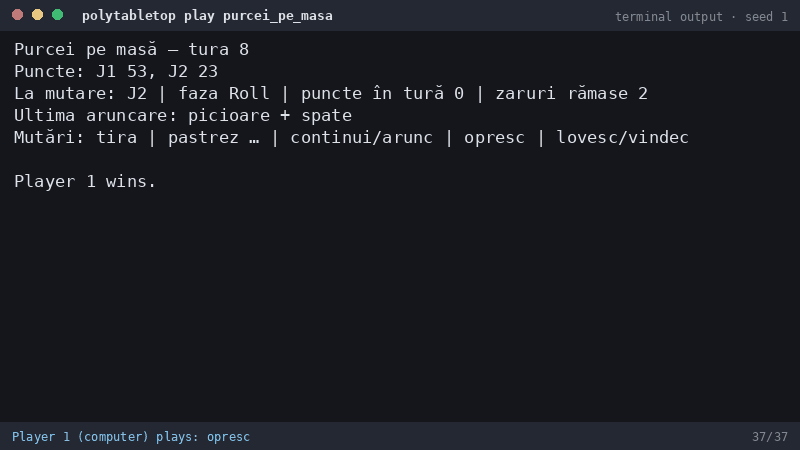 polytabletop play purcei_pe_masa
terminal output · seed 1
Purcei pe masă — tura 8
Puncte: J1 53, J2 23
La mutare: J2 | faza Roll | puncte în tură 0 | zaruri rămase 2
Ultima aruncare: picioare + spate
Mutări: tira | pastrez … | continui/arunc | opresc | lovesc/vindec
Player 1 wins.
Player 1 (computer) plays: opresc
37/37